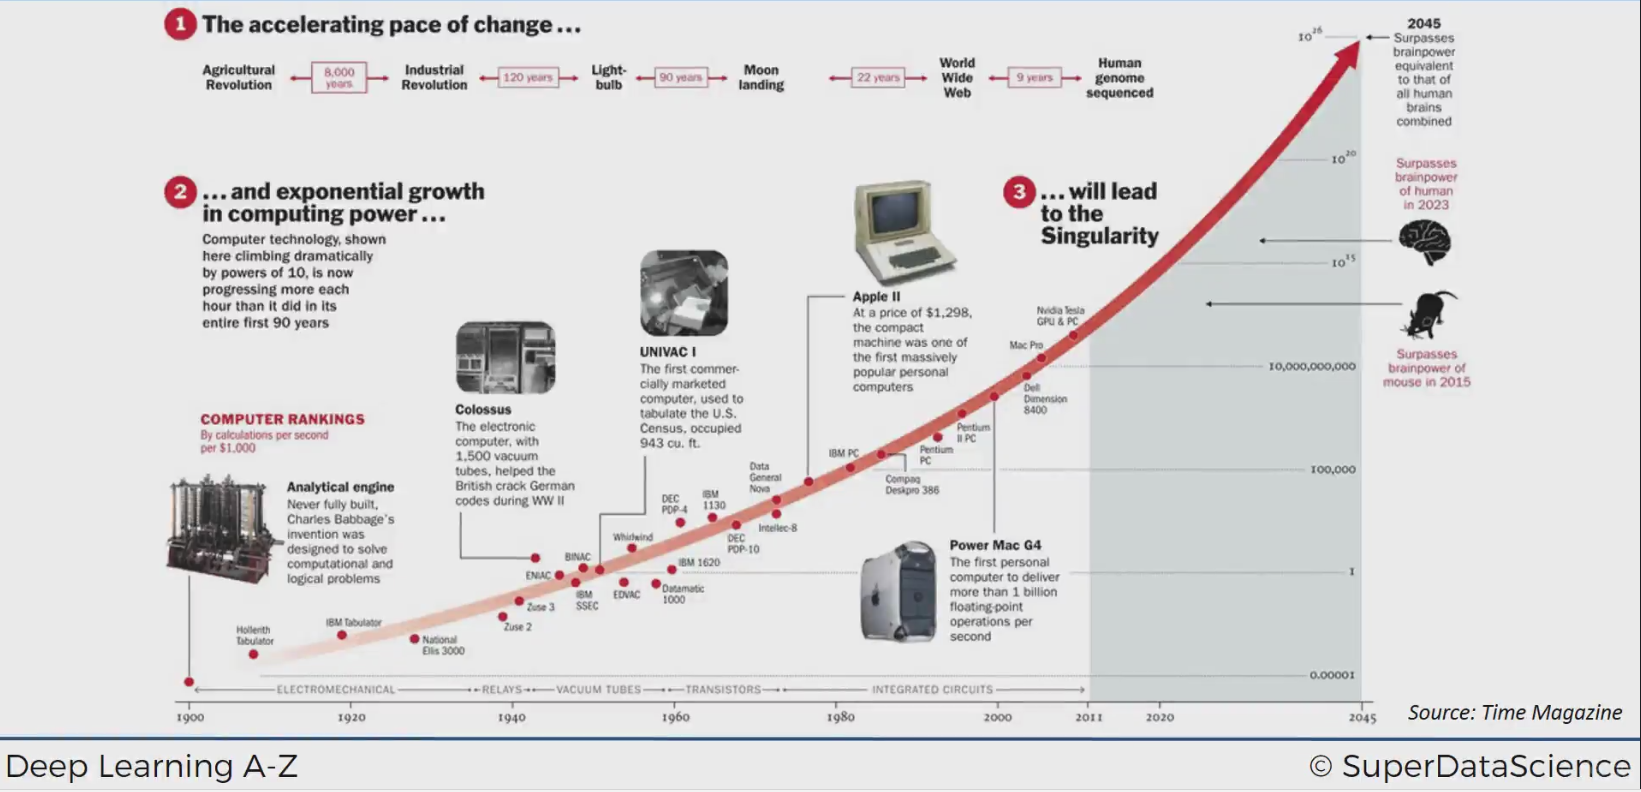 1 The accelerating pace of change ...
Agricultural
Revolution
8,000
years
Industrial
Revolution
120 years
Light-
bulb
90 years
Moon
landing
22 years
World
Wide
Web
9 years
Human
genome
sequenced
2 ... and exponential growth
in computing power ...
Computer technology, shown
here climbing dramatically
by powers of 10, is now
progressing more each
hour than it did in its
entire first 90 years
3 ... will lead
to the
Singularity
COMPUTER RANKINGS
By calculations per second
per $1,000
Analytical engine
Never fully built,
Charles Babbage's
invention was
designed to solve
computational and
logical problems
Colossus
The electronic
computer, with
1,500 vacuum
tubes, helped the
British crack German
codes during WW II
UNIVAC I
The first commer-
cially marketed
computer, used to
tabulate the U.S.
Census, occupied
943 cu. ft.
Apple II
At a price of $1,298,
the compact
machine was one of
the first massively
popular personal
computers
Power Mac G4
The first personal
computer to deliver
more than 1 billion
floating-point
operations per
second
Hollerith
Tabulator
IBM Tabulator
National
Ellis 3000
Zuse 2
Zuse 3
ENIAC
BINAC
IBM
SSEC
Whirlwind
EDVAC
Datamatic
1000
IBM 1620
DEC
PDP-4
IBM
1130
DEC
PDP-10
Data
General
Nova
Intellec-8
IBM PC
Compaq
Deskpro 386
Pentium
PC
Pentium
II PC
Dell
Dimension
8400
Mac Pro
Nvidia Tesla
GPU & PC
2045
Surpasses
brainpower
equivalent
to that of
all human
brains
combined
Surpasses
brainpower
of human
in 2023
Surpasses
brainpower of
mouse in 2015
10²⁶
10²⁰
10¹⁵
10,000,000,000
100,000
1
0.00001
ELECTROMECHANICAL
RELAYS
VACUUM TUBES
TRANSISTORS
INTEGRATED CIRCUITS
1900
1920
1940
1960
1980
2000
2011
2020
2045
Source: Time Magazine
Deep Learning A-Z
© SuperDataScience